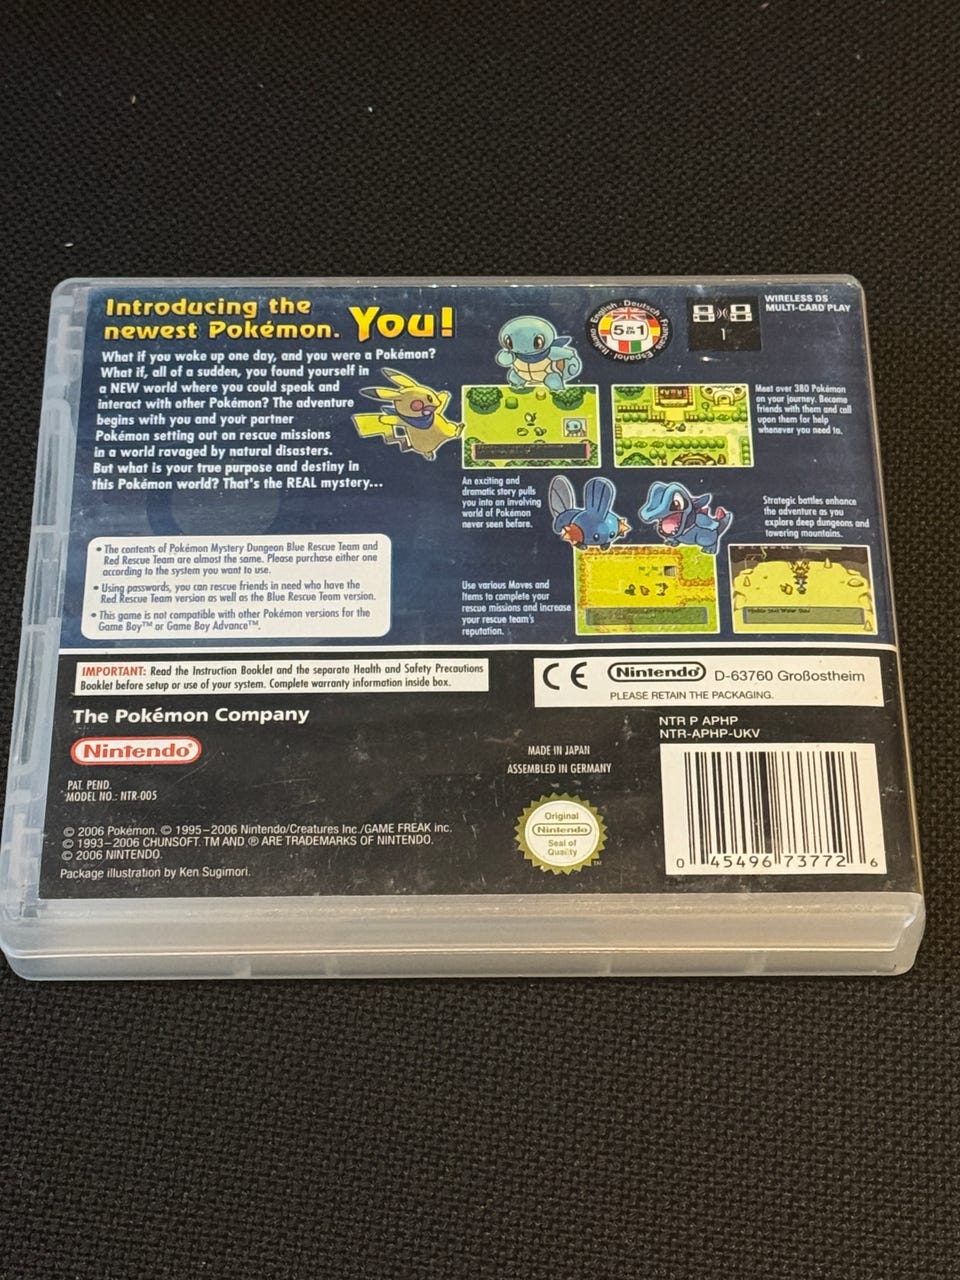 Introducing the
newest Pokémon. You!
What if you woke up one day, and you were a Pokémon?
What if, all of a sudden, you found yourself in
a NEW world where you could speak and
interact with other Pokémon? The adventure
begins with you and your partner
Pokémon setting out on rescue missions
in a world ravaged by natural disasters.
But what is your true purpose and destiny in
this Pokémon world? That's the REAL mystery...
English · Deutsch · Français · Español · Italiano
5 IN EN 1
1
WIRELESS DS
MULTI-CARD PLAY
Meet over 380 Pokémon
on your journey. Become
friends with them and call
upon them for help
whenever you need to.
An exciting and
dramatic story pulls
you into an involving
world of Pokémon
never seen before.
Strategic battles enhance
the adventure as you
explore deep dungeons and
towering mountains.
Use various Moves and
Items to complete your
rescue missions and increase
your rescue team's
reputation.
• The contents of Pokémon Mystery Dungeon Blue Rescue Team and
Red Rescue Team are almost the same. Please purchase either one
according to the system you want to use.
• Using passwords, you can rescue friends in need who have the
Red Rescue Team version as well as the Blue Rescue Team version.
• This game is not compatible with other Pokémon versions for the
Game Boy™ or Game Boy Advance™.
IMPORTANT: Read the Instruction Booklet and the separate Health and Safety Precautions
Booklet before setup or use of your system. Complete warranty information inside box.
CE Nintendo® D-63760 Großostheim
PLEASE RETAIN THE PACKAGING.
The Pokémon Company
Nintendo®
PAT. PEND.
MODEL NO.: NTR-005
MADE IN JAPAN
ASSEMBLED IN GERMANY
NTR P APHP
NTR-APHP-UKV
Original
Nintendo
Seal of
Quality
TM
0 45496 73772 6
© 2006 Pokémon. © 1995–2006 Nintendo/Creatures Inc./GAME FREAK inc.
© 1993–2006 CHUNSOFT. TM AND ® ARE TRADEMARKS OF NINTENDO.
© 2006 NINTENDO.
Package illustration by Ken Sugimori.